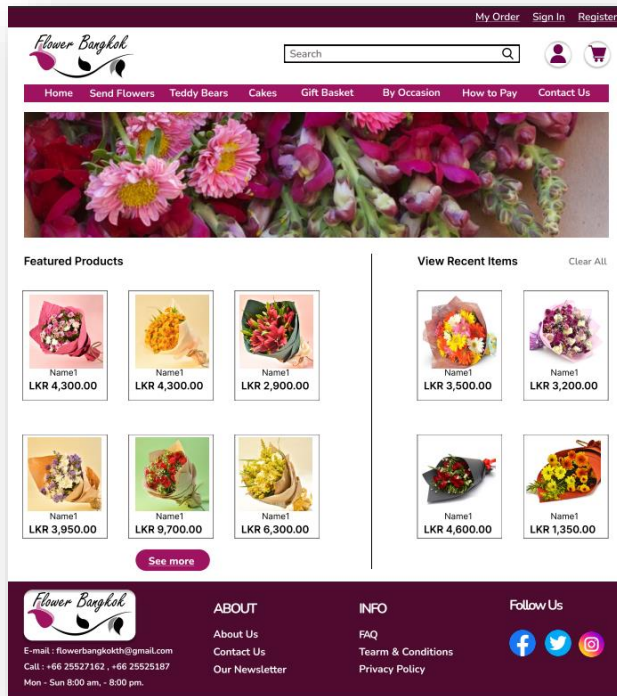 My Order Sign In Register
Flower Bangkok
Search
Home Send Flowers Teddy Bears Cakes Gift Basket By Occasion How to Pay Contact Us
Featured Products
View Recent Items Clear All
Name1 Name1 Name1 Name1 Name1
LKR 4,300.00 LKR 4,300.00 LKR 2,900.00 LKR 3,500.00 LKR 3,200.00
Name1 Name1 Name1 Name1 Name1
LKR 3,950.00 LKR 9,700.00 LKR 6,300.00 LKR 4,600.00 LKR 1,350.00
See more
Flower Bangkok
E-mail : flowerbangkokth@gmail.com
Call : +66 25527162 , +66 25525187
Mon - Sun 8:00 am, - 8:00 pm.
ABOUT
About Us
Contact Us
Our Newsletter
INFO
FAQ
Tearm & Conditions
Privacy Policy
Follow Us